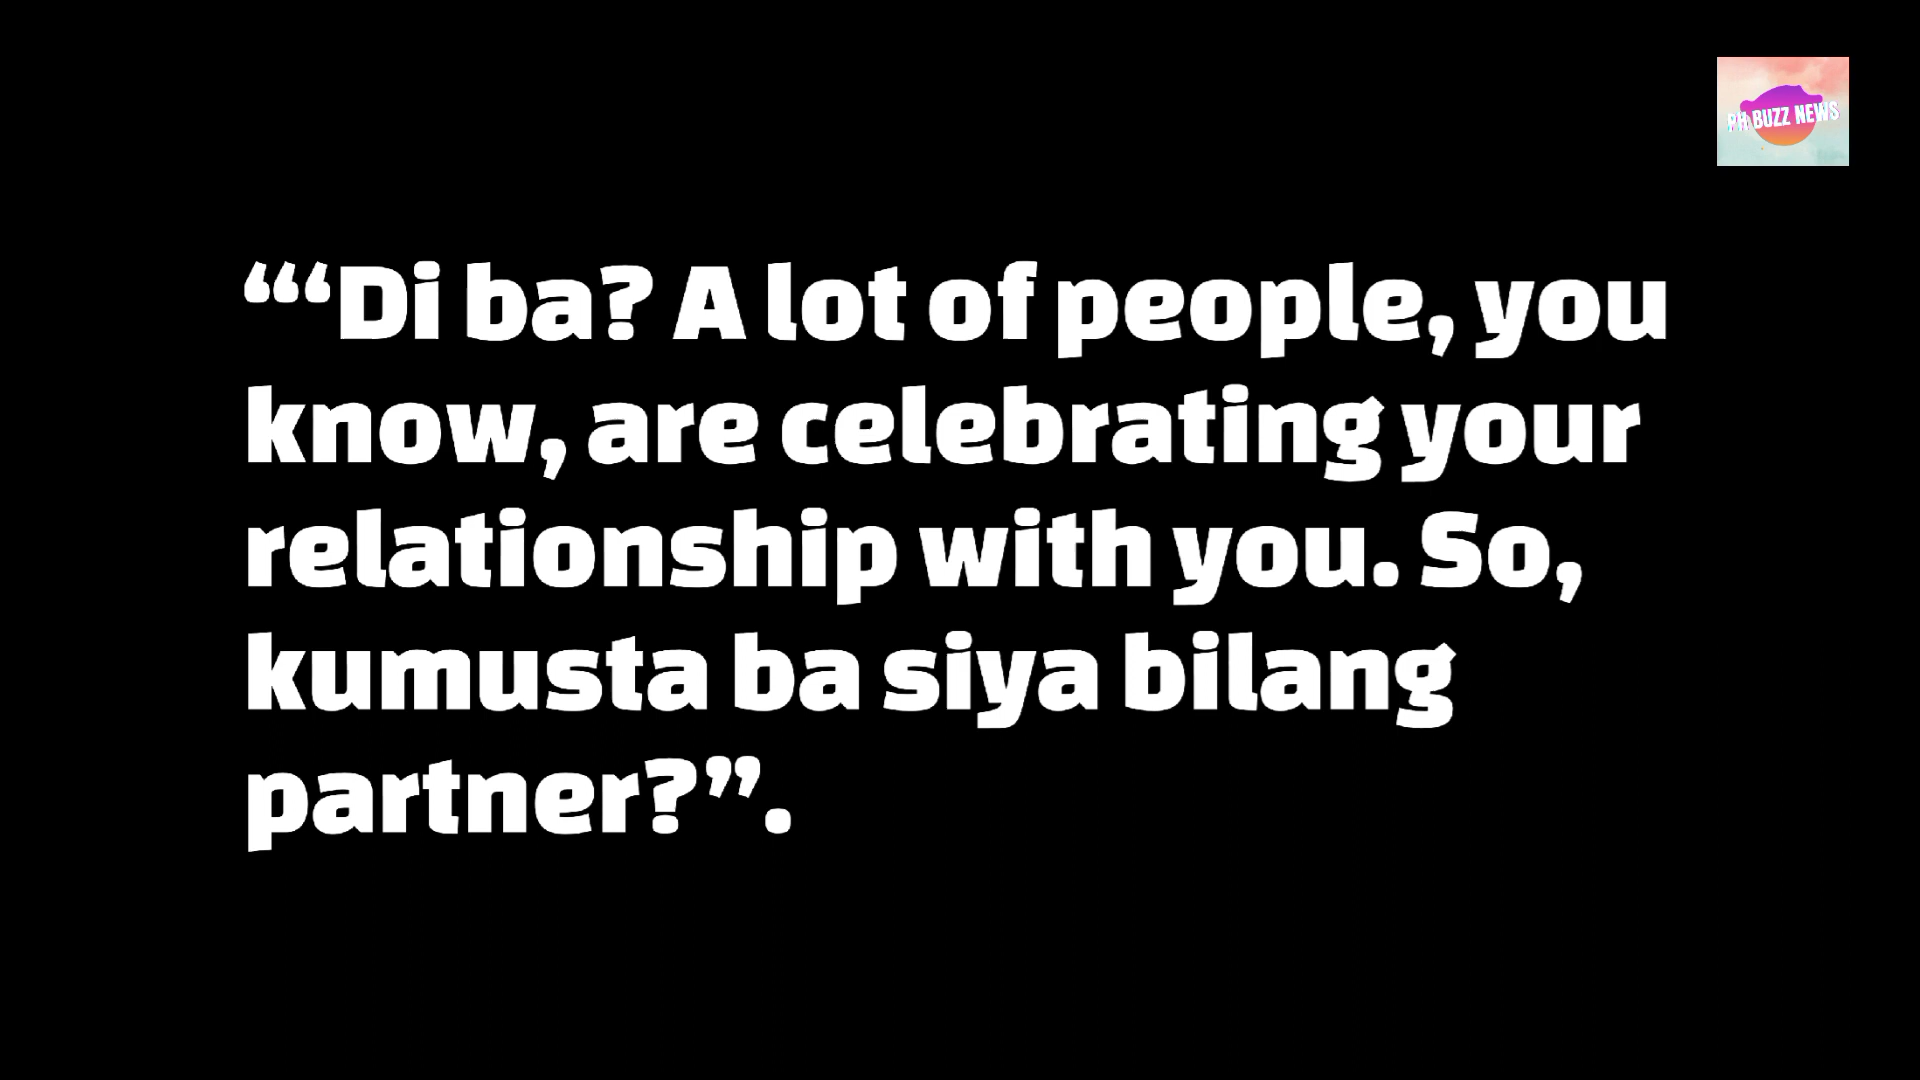 PH BUZZ NEWS
“‘Di ba? A lot of people, you
know, are celebrating your
relationship with you. So,
kumusta ba siya bilang
partner?”.